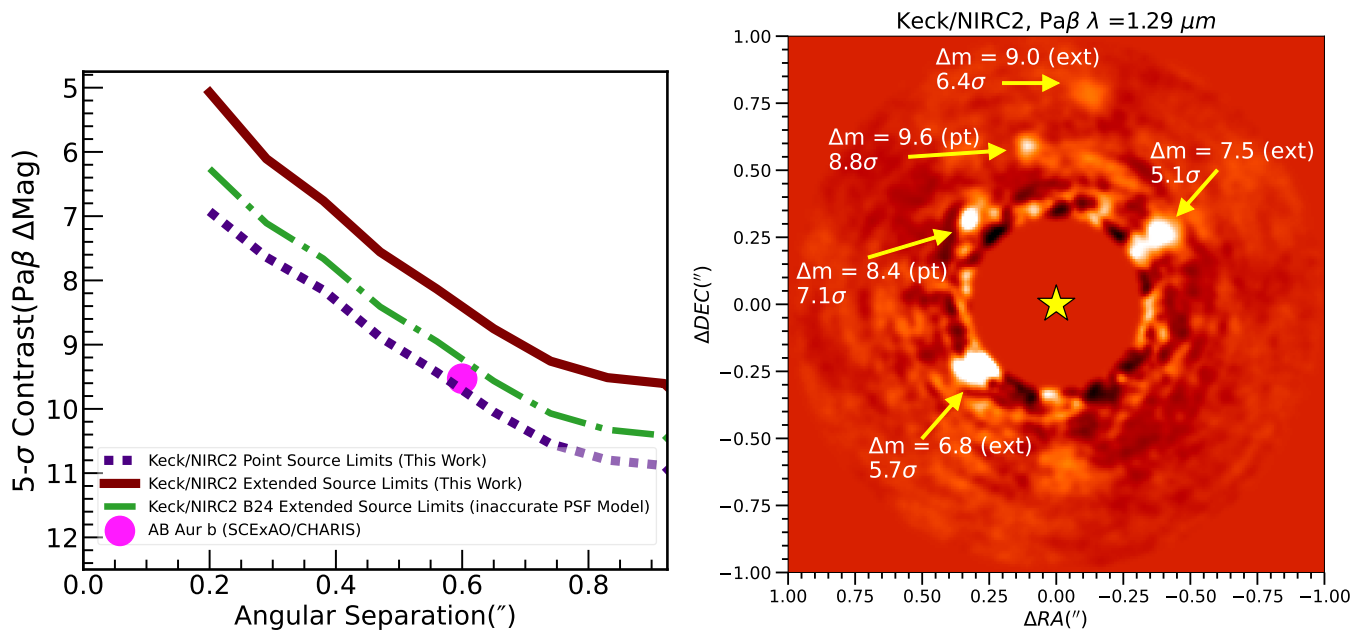 5
6
7
8
9
10
11
12
5-σ Contrast(Paβ ΔMag)
Keck/NIRC2 Point Source Limits (This Work)
Keck/NIRC2 Extended Source Limits (This Work)
Keck/NIRC2 B24 Extended Source Limits (inaccurate PSF Model)
AB Aur b (SCExAO/CHARIS)
0.0 0.2 0.4 0.6 0.8
Angular Separation(″)
Keck/NIRC2, Paβ λ =1.29 μm
1.00
0.75
0.50
0.25
0.00
−0.25
−0.50
−0.75
−1.00
ΔDEC(″)
Δm = 9.0 (ext)
6.4σ
Δm = 9.6 (pt)
8.8σ
Δm = 7.5 (ext)
5.1σ
Δm = 8.4 (pt)
7.1σ
Δm = 6.8 (ext)
5.7σ
1.00 0.75 0.50 0.25 0.00 −0.25 −0.50 −0.75 −1.00
ΔRA(″)